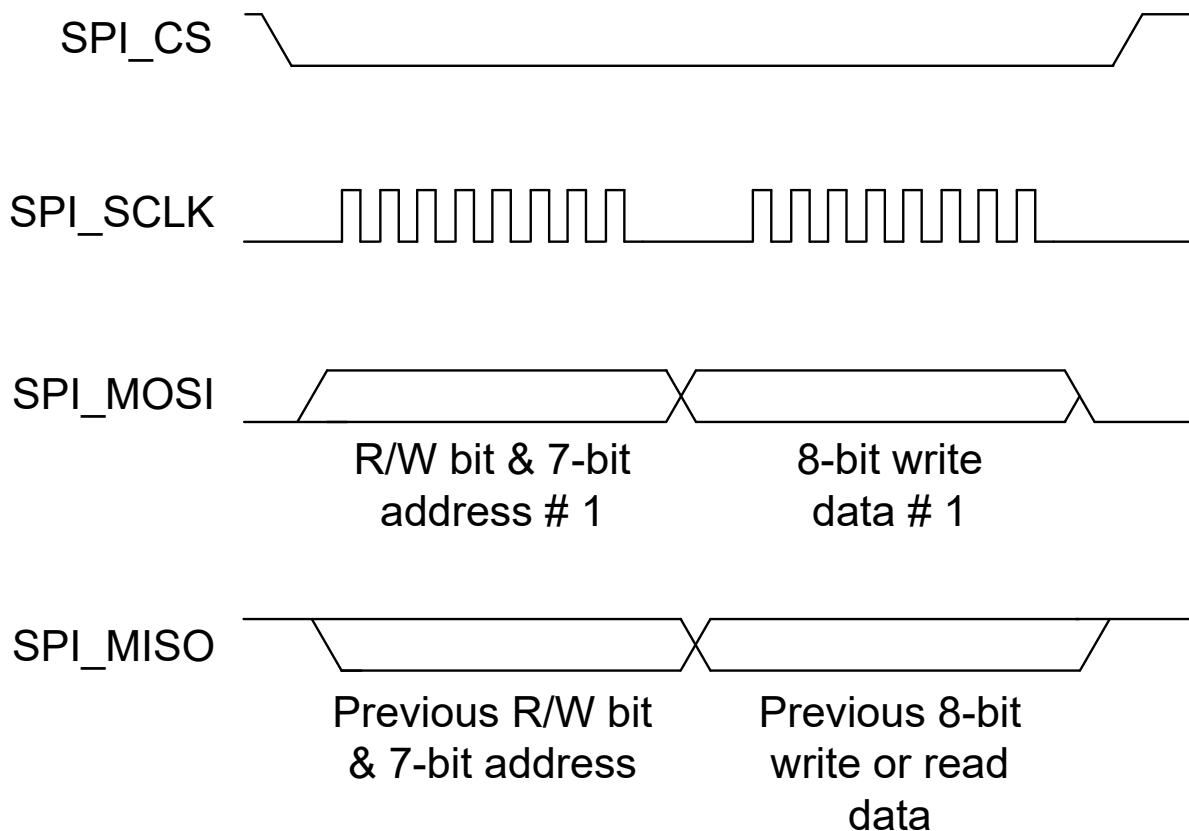 SPI_CS
SPI_SCLK
SPI_MOSI
R/W bit & 7-bit
address # 1
8-bit write
data # 1
SPI_MISO
Previous R/W bit
& 7-bit address
Previous 8-bit
write or read
data